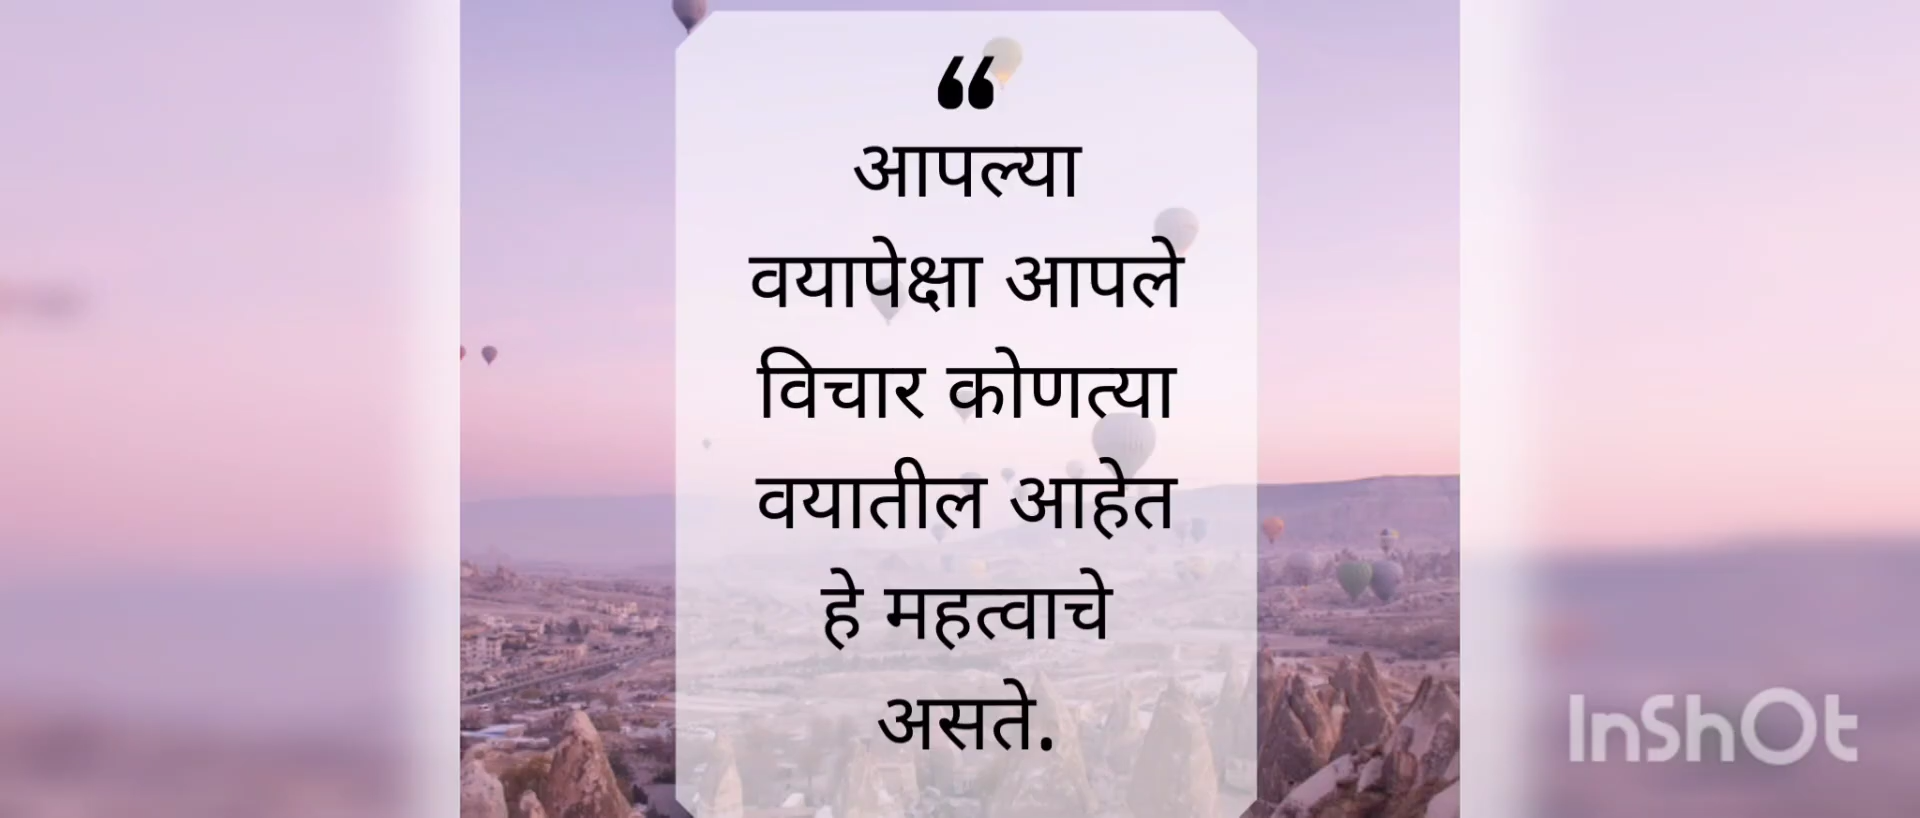 ❝
आपल्या
वयापेक्षा आपले
विचार कोणत्या
वयातील आहेत
हे महत्वाचे
असते.
InShOt